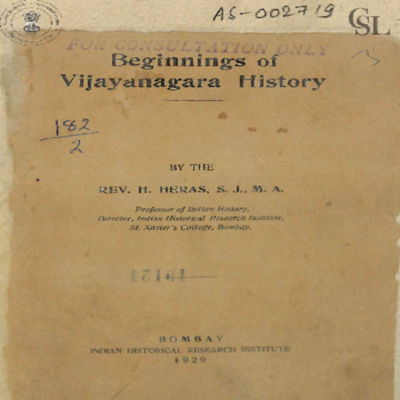 AS-002719
CSL
FOR CONSULTATION ONLY
Beginnings of
Vijayanagara History
182
2
BY THE
REV. H. HERAS, S. J., M. A.
Professor of Indian History,
Director, Indian Historical Research Institute,
St. Xavier's College, Bombay.
BOMBAY
INDIAN HISTORICAL RESEARCH INSTITUTE
1929